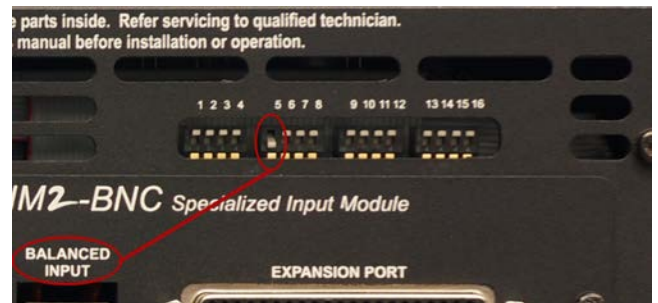 parts inside. Refer servicing to qualified technician.
manual before installation or operation.
1 2 3 4 5 6 7 8 9 10 11 12 13 14 15 16
IM2-BNC Specialized Input Module
BALANCED
INPUT
EXPANSION PORT